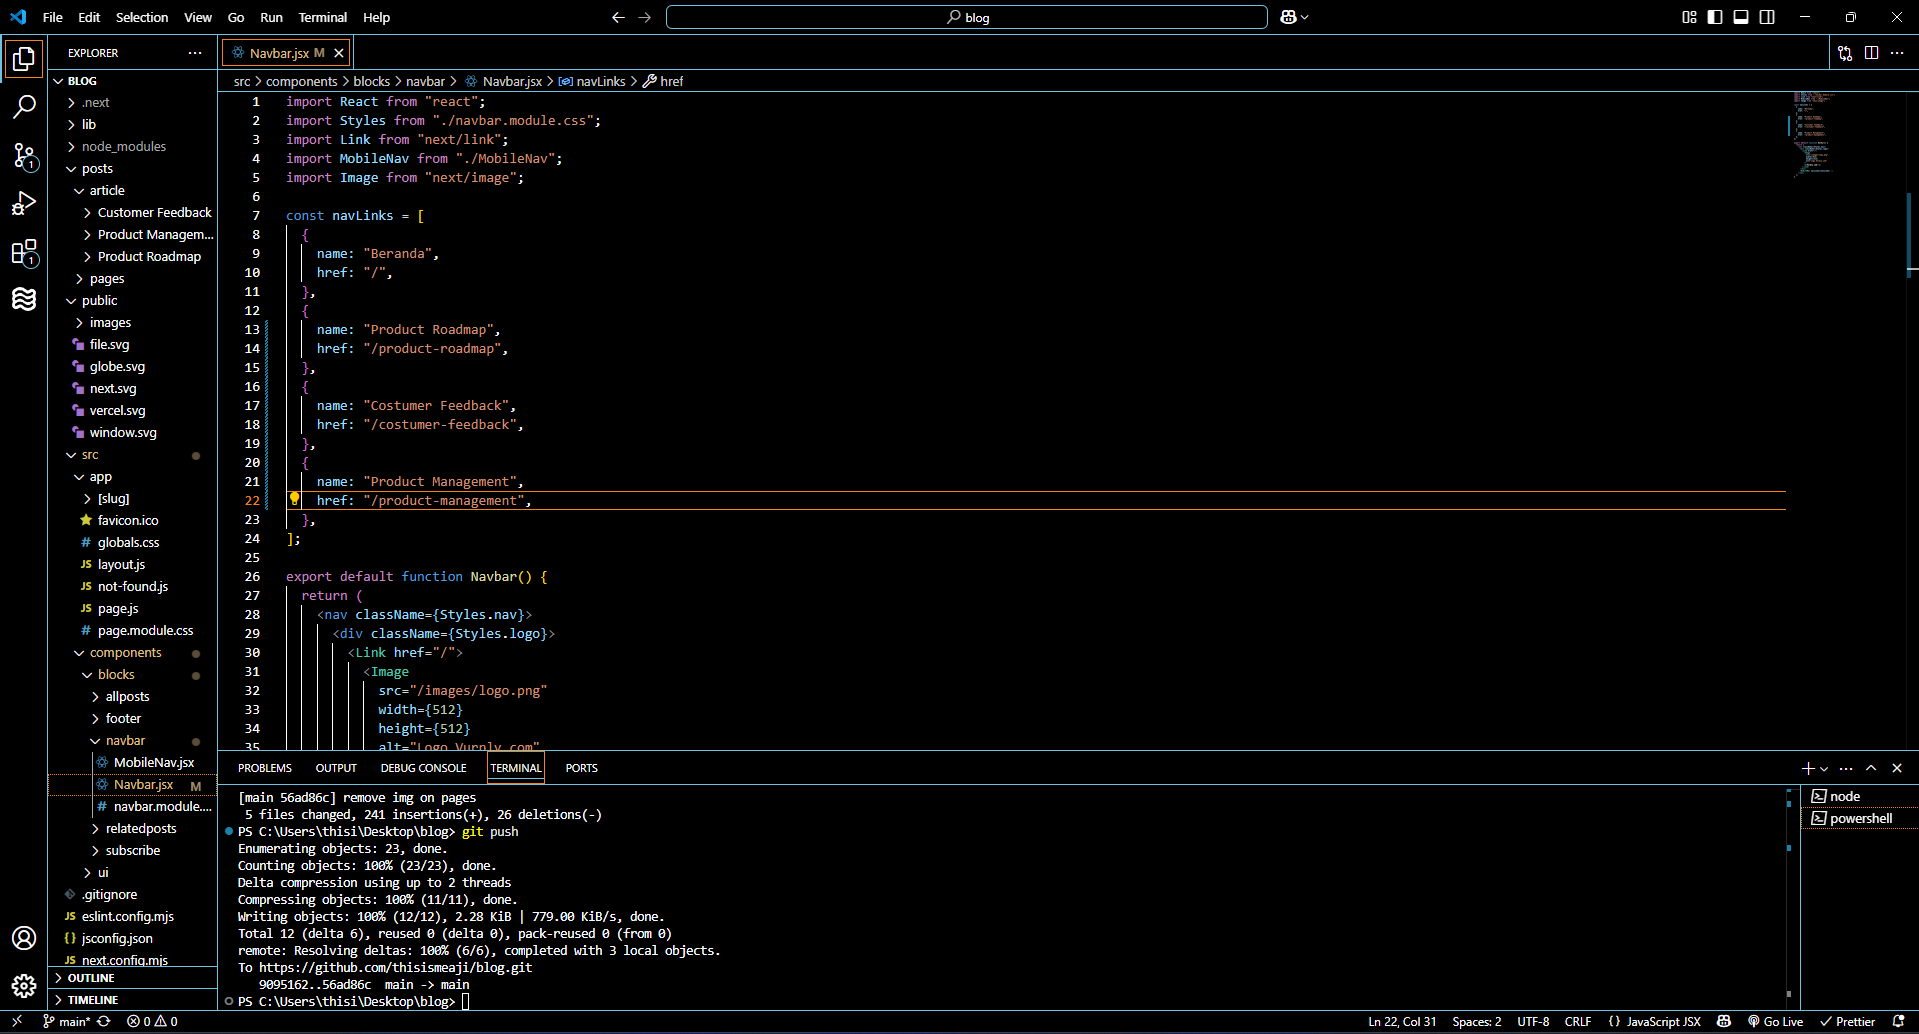 File Edit Selection View Go Run Terminal Help
blog
EXPLORER
BLOG
.next
lib
node_modules
posts
article
Customer Feedback
Product Managem...
Product Roadmap
pages
public
images
file.svg
globe.svg
next.svg
vercel.svg
window.svg
src
app
[slug]
favicon.ico
# globals.css
JS layout.js
JS not-found.js
JS page.js
# page.module.css
components
blocks
allposts
footer
navbar
MobileNav.jsx
Navbar.jsx M
# navbar.module....
relatedposts
subscribe
ui
.gitignore
JS eslint.config.mjs
{} jsconfig.json
JS next.config.mjs
OUTLINE
TIMELINE
1
1
Navbar.jsx M
src > components > blocks > navbar > Navbar.jsx > navLinks > href
1 import React from "react";
2 import Styles from "./navbar.module.css";
3 import Link from "next/link";
4 import MobileNav from "./MobileNav";
5 import Image from "next/image";
6
7 const navLinks = [
8 {
9 name: "Beranda",
10 href: "/",
11 },
12 {
13 name: "Product Roadmap",
14 href: "/product-roadmap",
15 },
16 {
17 name: "Costumer Feedback",
18 href: "/costumer-feedback",
19 },
20 {
21 name: "Product Management",
22 href: "/product-management",
23 },
24 ];
25
26 export default function Navbar() {
27 return (
28 <nav className={Styles.nav}>
29 <div className={Styles.logo}>
30 <Link href="/">
31 <Image
32 src="/images/logo.png"
33 width={512}
34 height={512}
35 alt="Logo Vurnly.com"
PROBLEMS OUTPUT DEBUG CONSOLE TERMINAL PORTS
[main 56ad86c] remove img on pages
5 files changed, 241 insertions(+), 26 deletions(-)
PS C:\Users\thisi\Desktop\blog> git push
Enumerating objects: 23, done.
Counting objects: 100% (23/23), done.
Delta compression using up to 2 threads
Compressing objects: 100% (11/11), done.
Writing objects: 100% (12/12), 2.28 KiB | 779.00 KiB/s, done.
Total 12 (delta 6), reused 0 (delta 0), pack-reused 0 (from 0)
remote: Resolving deltas: 100% (6/6), completed with 3 local objects.
To https://github.com/thisismeaji/blog.git
9095162..56ad86c main -> main
PS C:\Users\thisi\Desktop\blog>
node
powershell
main* 0 0
Ln 22, Col 31 Spaces: 2 UTF-8 CRLF {} JavaScript JSX Go Live Prettier